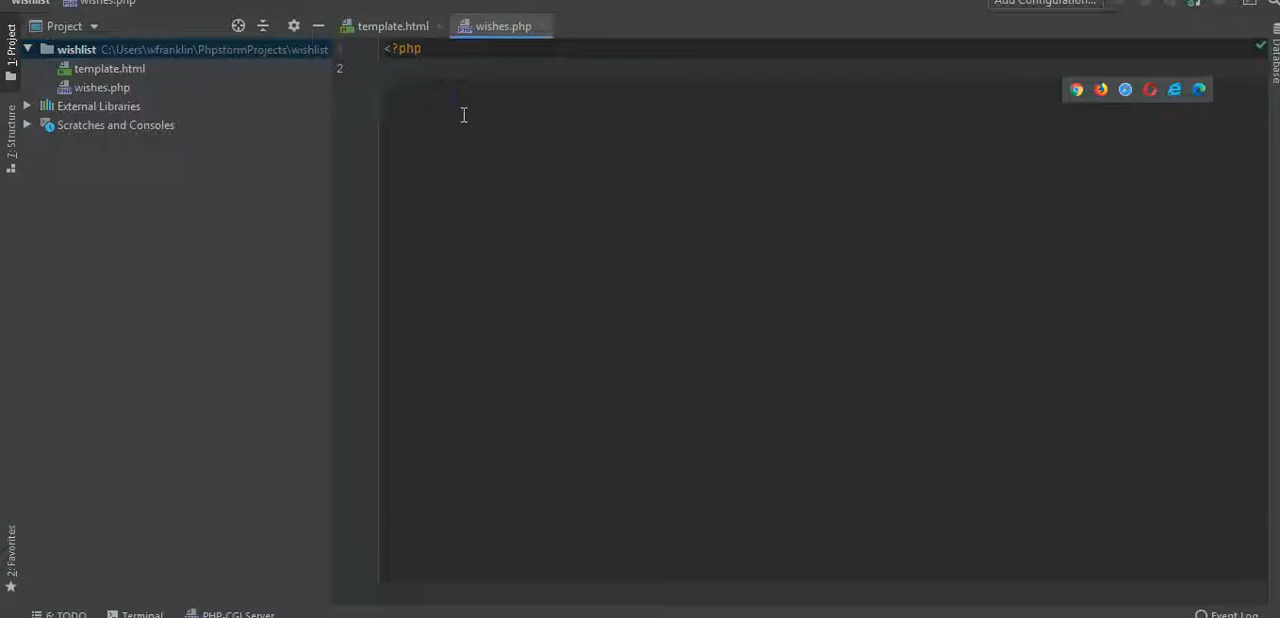 wishlist wishes.php Add Configuration...
Project template.html wishes.php
1: Project
wishlist C:\Users\wfranklin\PhpstormProjects\wishlist
template.html
wishes.php
External Libraries
Scratches and Consoles
1 <?php
2
Database
7: Structure
2: Favorites
6: TODO Terminal PHP-CGI Server Event Log